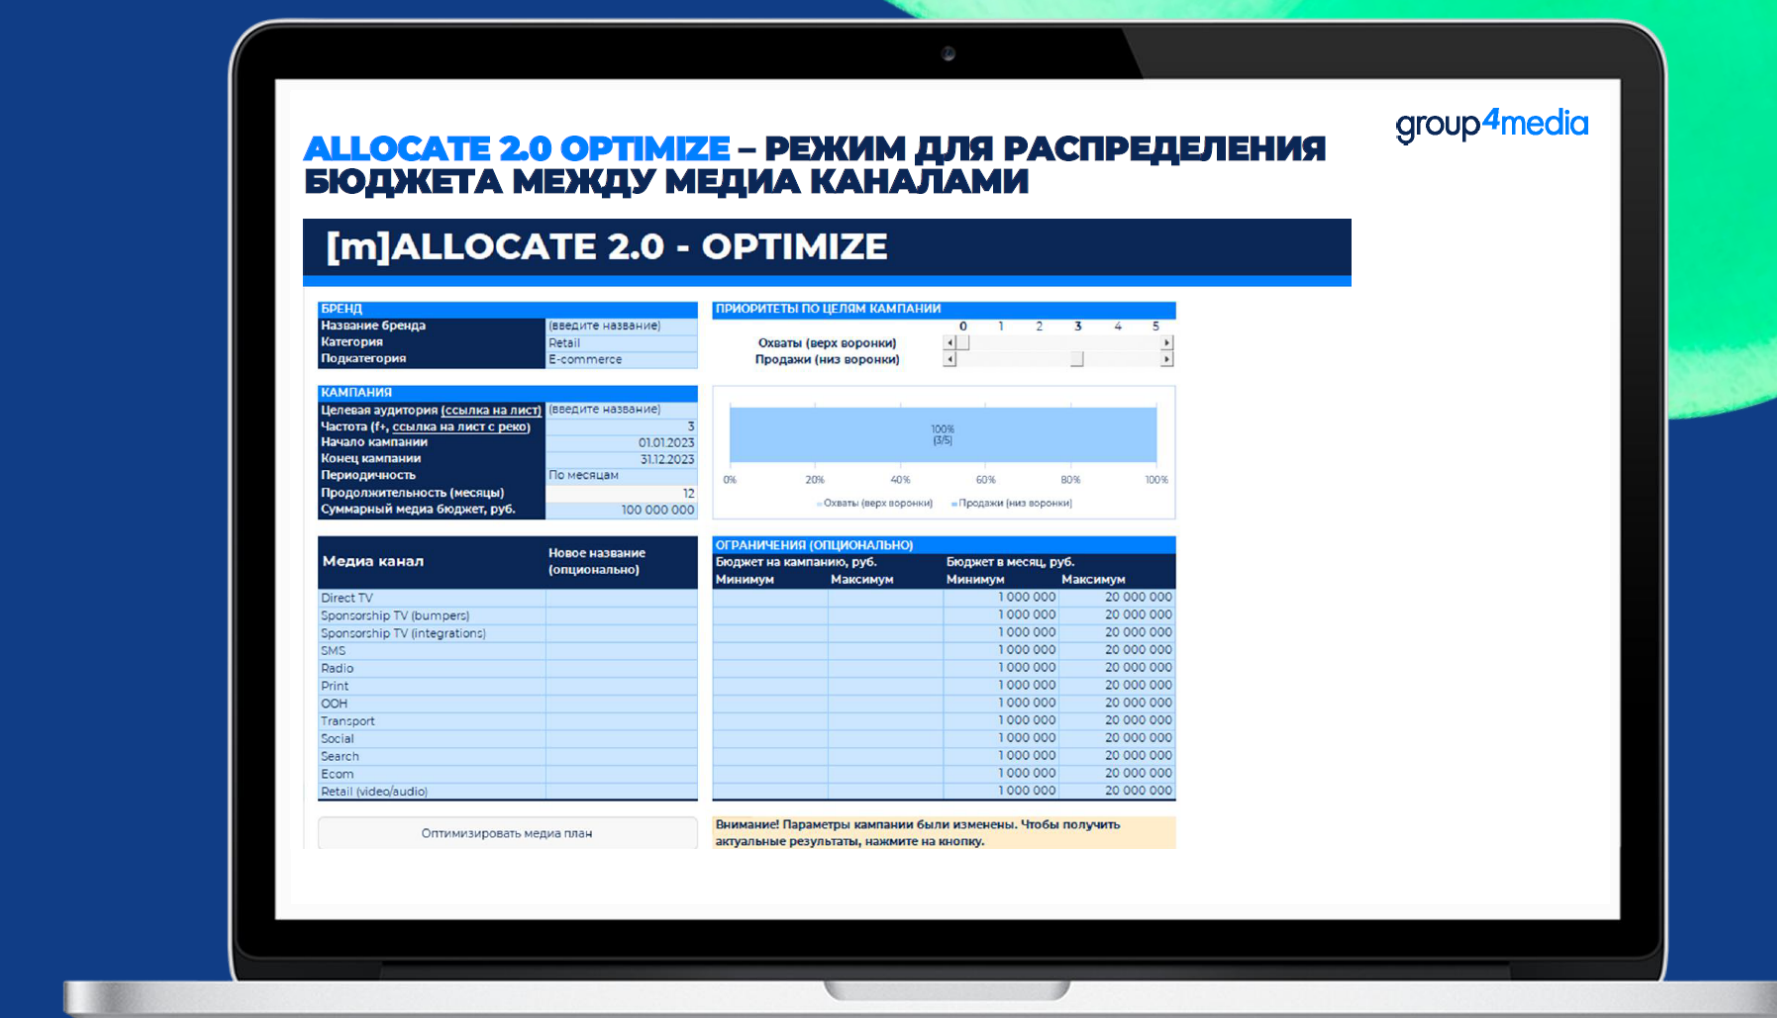 group4media
ALLOCATE 2.0 OPTIMIZE – РЕЖИМ ДЛЯ РАСПРЕДЕЛЕНИЯ
БЮДЖЕТА МЕЖДУ МЕДИА КАНАЛАМИ
[m]ALLOCATE 2.0 - OPTIMIZE
БРЕНД
Название бренда (введите название)
Категория Retail
Подкатегория E-commerce
ПРИОРИТЕТЫ ПО ЦЕЛЯМ КАМПАНИИ
0 1 2 3 4 5
Охваты (верх воронки)
Продажи (низ воронки)
КАМПАНИЯ
Целевая аудитория (ссылка на лист) (введите название)
Частота (f+, ссылка на лист с реко) 3
Начало кампании 01.01.2023
Конец кампании 31.12.2023
Периодичность По месяцам
Продолжительность (месяцы) 12
Суммарный медиа бюджет, руб. 100 000 000
100%
(3/5)
0% 20% 40% 60% 80% 100%
Охваты (верх воронки) Продажи (низ воронки)
Медиа канал
Новое название
(опционально)
ОГРАНИЧЕНИЯ (ОПЦИОНАЛЬНО)
Бюджет на кампанию, руб. Бюджет в месяц, руб.
Минимум Максимум Минимум Максимум
Direct TV 1 000 000 20 000 000
Sponsorship TV (bumpers) 1 000 000 20 000 000
Sponsorship TV (integrations) 1 000 000 20 000 000
SMS 1 000 000 20 000 000
Radio 1 000 000 20 000 000
Print 1 000 000 20 000 000
OOH 1 000 000 20 000 000
Transport 1 000 000 20 000 000
Social 1 000 000 20 000 000
Search 1 000 000 20 000 000
Ecom 1 000 000 20 000 000
Retail (video/audio) 1 000 000 20 000 000
Оптимизировать медиа план
Внимание! Параметры кампании были изменены. Чтобы получить
актуальные результаты, нажмите на кнопку.